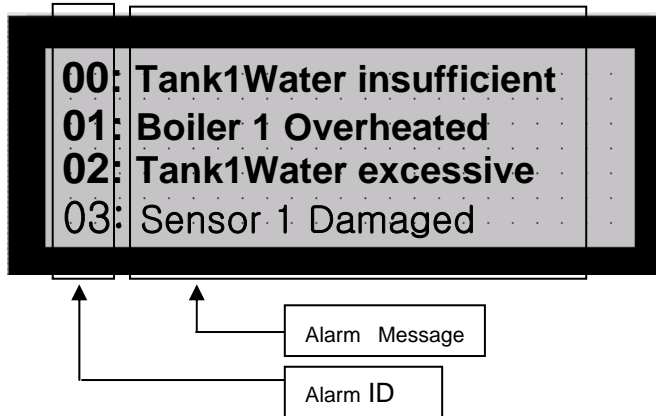 00: Tank1Water insufficient
01: Boiler 1 Overheated
02: Tank1Water excessive
03: Sensor 1 Damaged
Alarm Message
Alarm ID